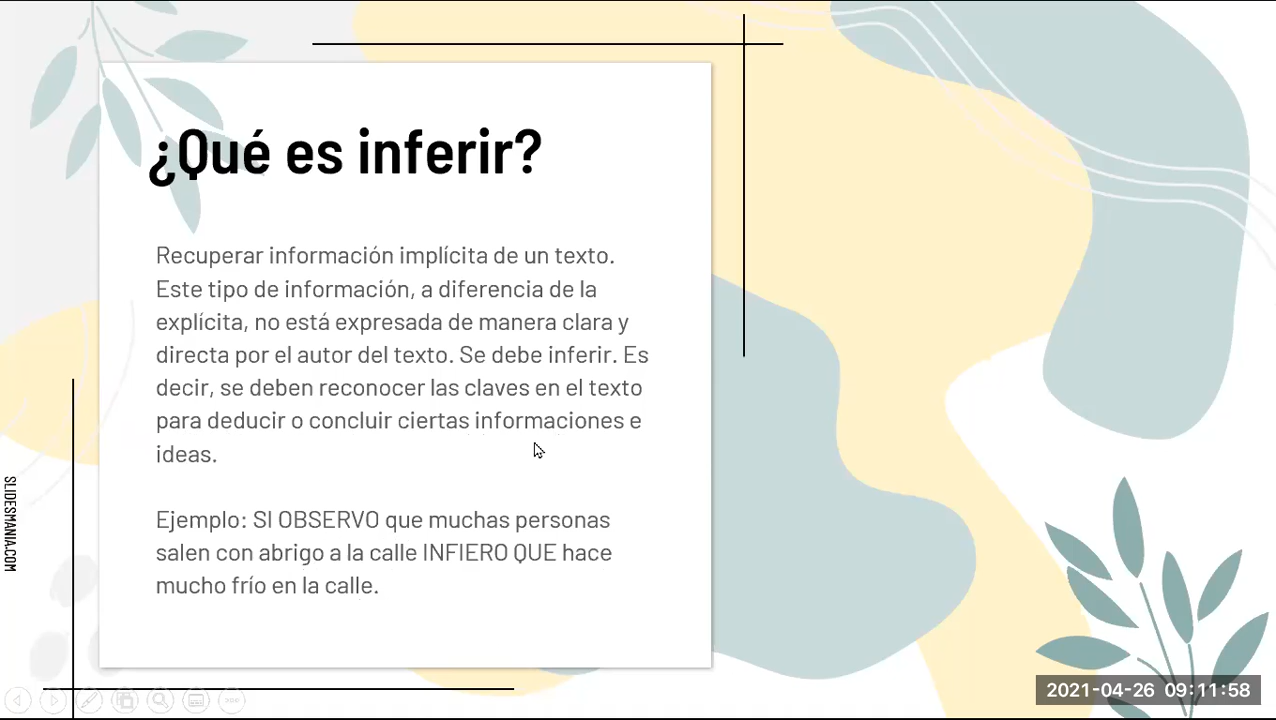 ¿Qué es inferir?
Recuperar información implícita de un texto.
Este tipo de información, a diferencia de la
explícita, no está expresada de manera clara y
directa por el autor del texto. Se debe inferir. Es
decir, se deben reconocer las claves en el texto
para deducir o concluir ciertas informaciones e
ideas.
Ejemplo: SI OBSERVO que muchas personas
salen con abrigo a la calle INFIERO QUE hace
mucho frío en la calle.
SLIDESMANIA.COM
2021-04-26 09:11:58